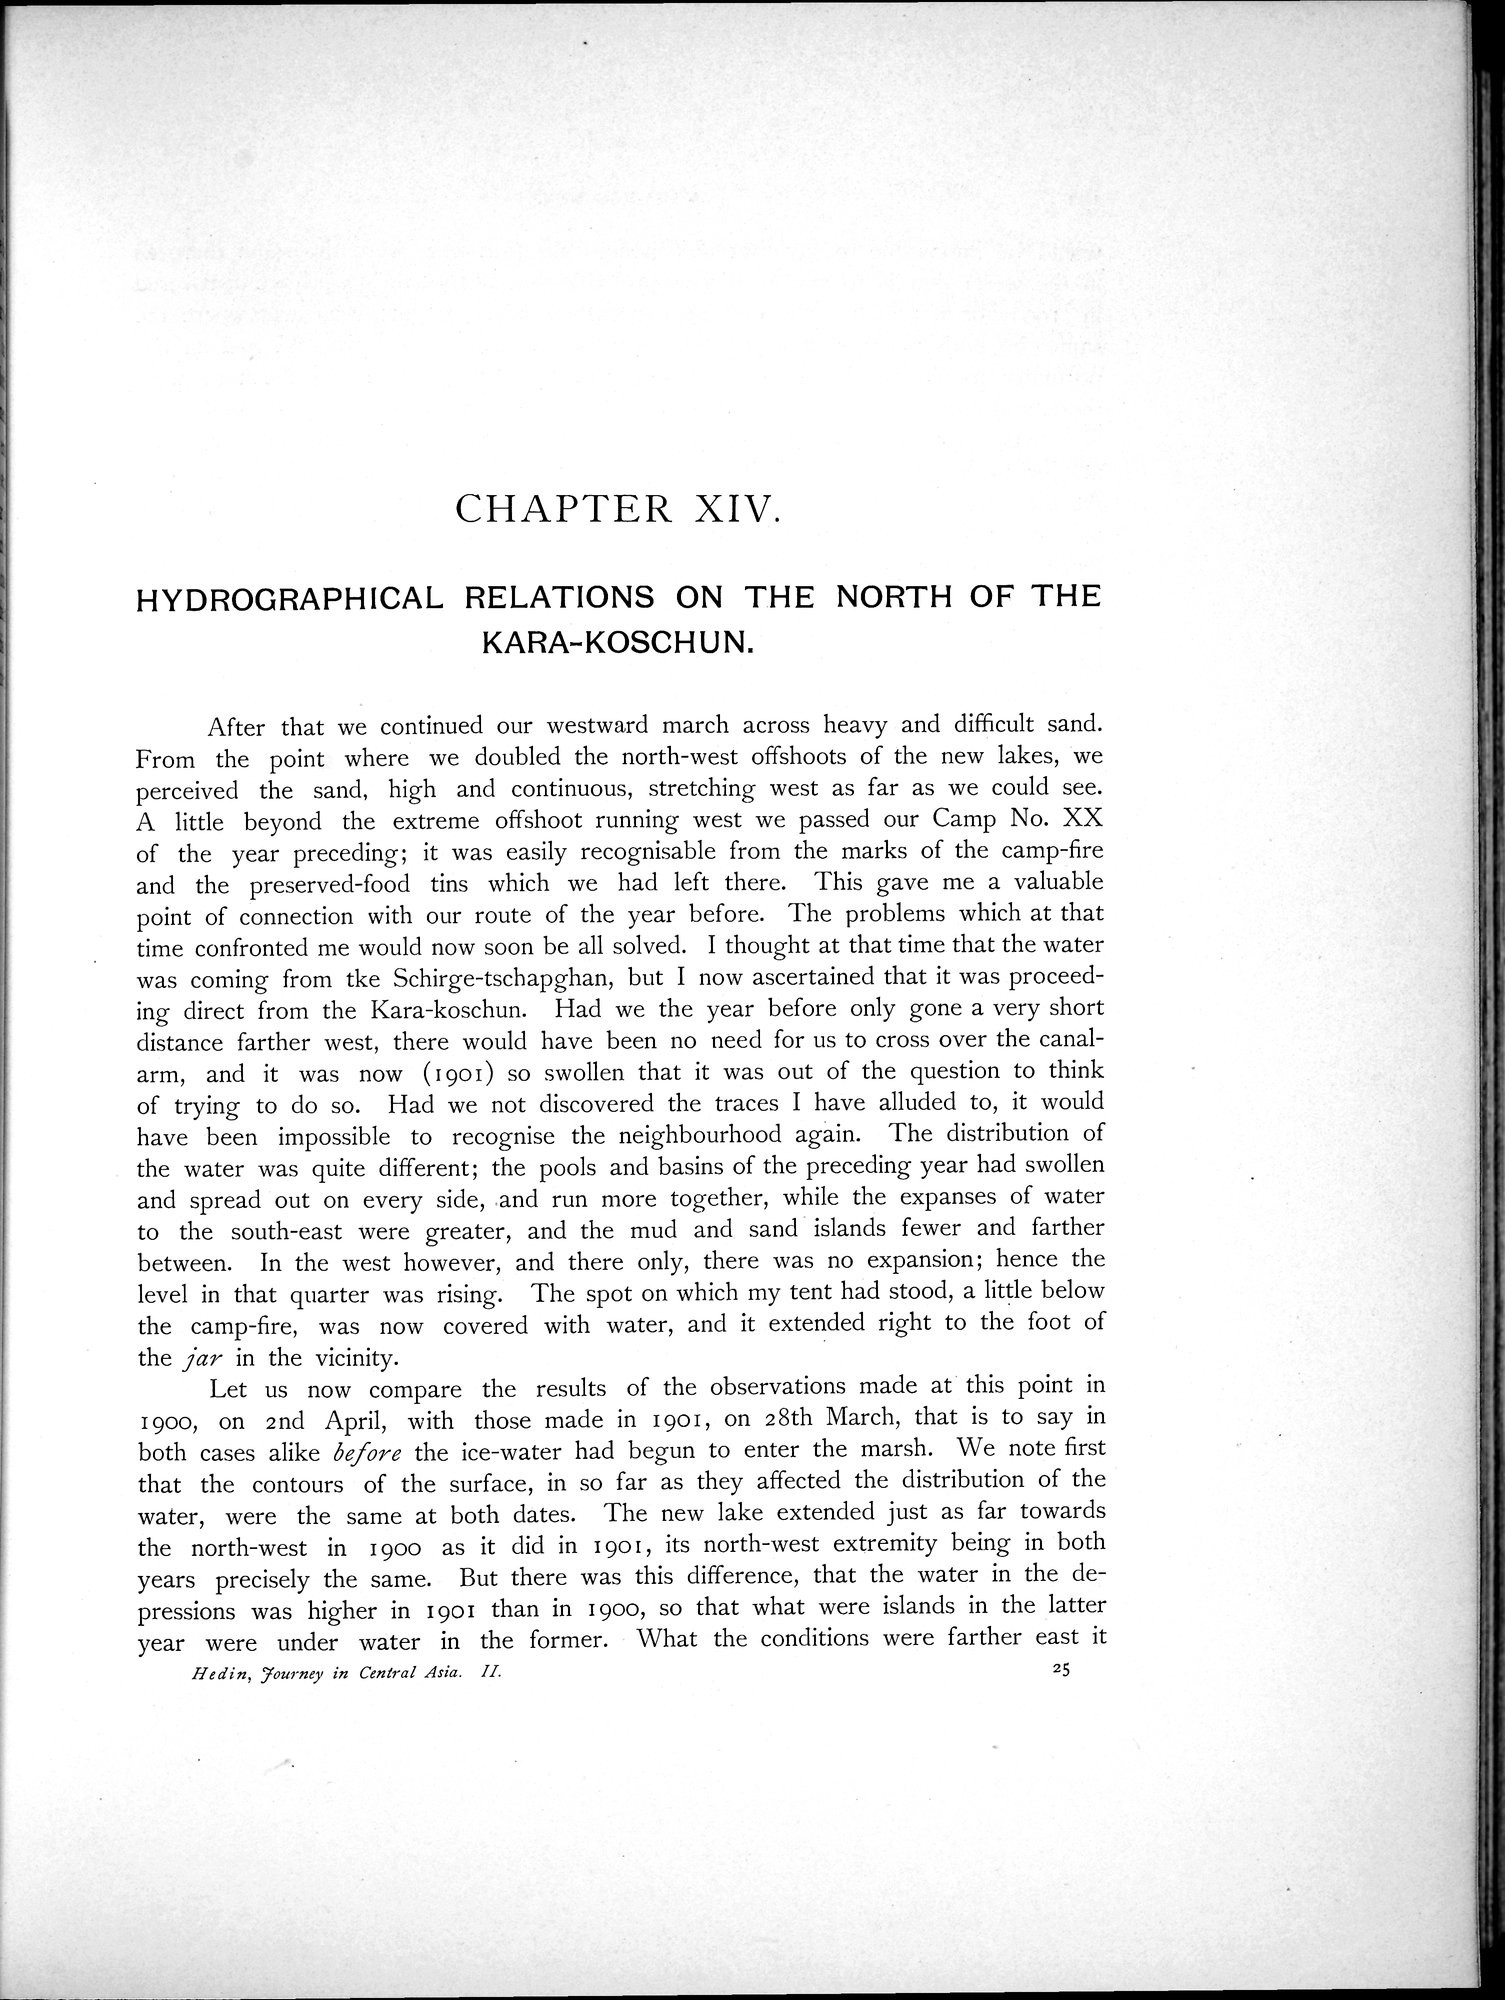 CHAPTER XIV.
HYDROGRAPHICAL RELATIONS ON THE NORTH OF THE
KARA-KOSCHUN.
After that we continued our westward march across heavy and difficult sand.
From the point where we doubled the north-west offshoots of the new lakes, we
perceived the sand, high and continuous, stretching west as far as we could see.
A little beyond the extreme offshoot running west we passed our Camp No. XX
of the year preceding; it was easily recognisable from the marks of the camp-fire
and the preserved-food tins which we had left there. This gave me a valuable
point of connection with our route of the year before. The problems which at that
time confronted me would now soon be all solved. I thought at that time that the water
was coming from tke Schirge-tschapghan, but I now ascertained that it was proceed-
ing direct from the Kara-koschun. Had we the year before only gone a very short
distance farther west, there would have been no need for us to cross over the canal-
arm, and it was now (1901) so swollen that it was out of the question to think
of trying to do so. Had we not discovered the traces I have alluded to, it would
have been impossible to recognise the neighbourhood again. The distribution of
the water was quite different; the pools and basins of the preceding year had swollen
and spread out on every side, and run more together, while the expanses of water
to the south-east were greater, and the mud and sand islands fewer and farther
between. In the west however, and there only, there was no expansion; hence the
level in that quarter was rising. The spot on which my tent had stood, a little below
the camp-fire, was now covered with water, and it extended right to the foot of
the jar in the vicinity.
Let us now compare the results of the observations made at this point in
1900, on 2nd April, with those made in 1901, on 28th March, that is to say in
both cases alike before the ice-water had begun to enter the marsh. We note first
that the contours of the surface, in so far as they affected the distribution of the
water, were the same at both dates. The new lake extended just as far towards
the north-west in 1900 as it did in 1901, its north-west extremity being in both
years precisely the same. But there was this difference, that the water in the de-
pressions was higher in 1901 than in 1900, so that what were islands in the latter
year were under water in the former. What the conditions were farther east it
Hedin, Journey in Central Asia. II. 25